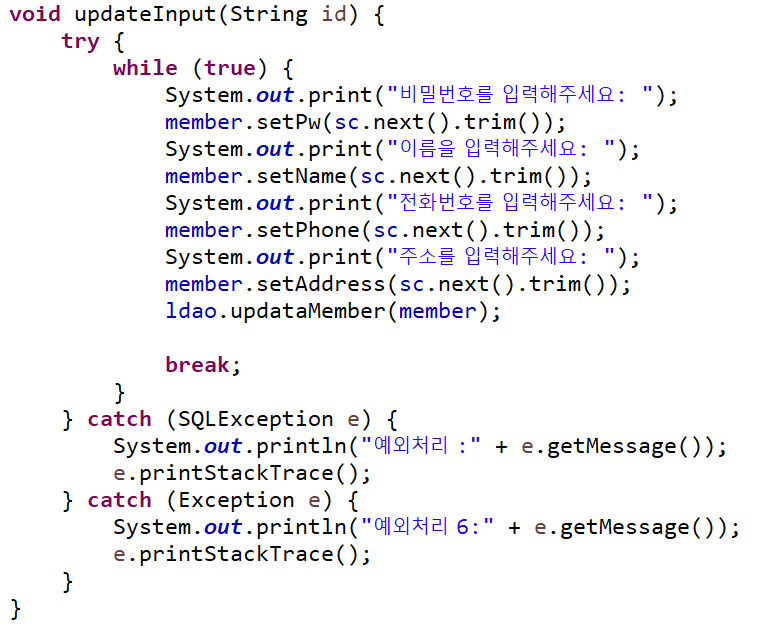 void updateInput(String id) {
    try {
        while (true) {
            System.out.print("비밀번호를 입력해주세요: ");
            member.setPw(sc.next().trim());
            System.out.print("이름을 입력해주세요: ");
            member.setName(sc.next().trim());
            System.out.print("전화번호를 입력해주세요: ");
            member.setPhone(sc.next().trim());
            System.out.print("주소를 입력해주세요: ");
            member.setAddress(sc.next().trim());
            ldao.updataMember(member);

            break;
        }
    } catch (SQLException e) {
        System.out.println("예외처리 :" + e.getMessage());
        e.printStackTrace();
    } catch (Exception e) {
        System.out.println("예외처리 6:" + e.getMessage());
        e.printStackTrace();
    }
}